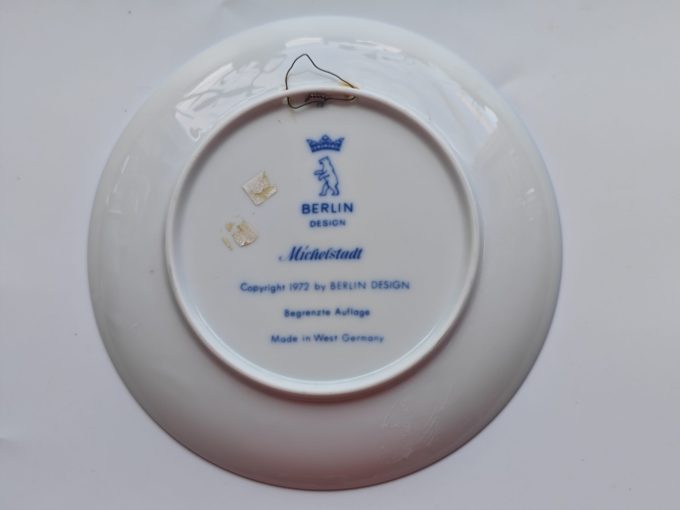 BERLIN
DESIGN
Michelstadt
Copyright 1972 by BERLIN DESIGN
Begrenzte Auflage
Made in West Germany